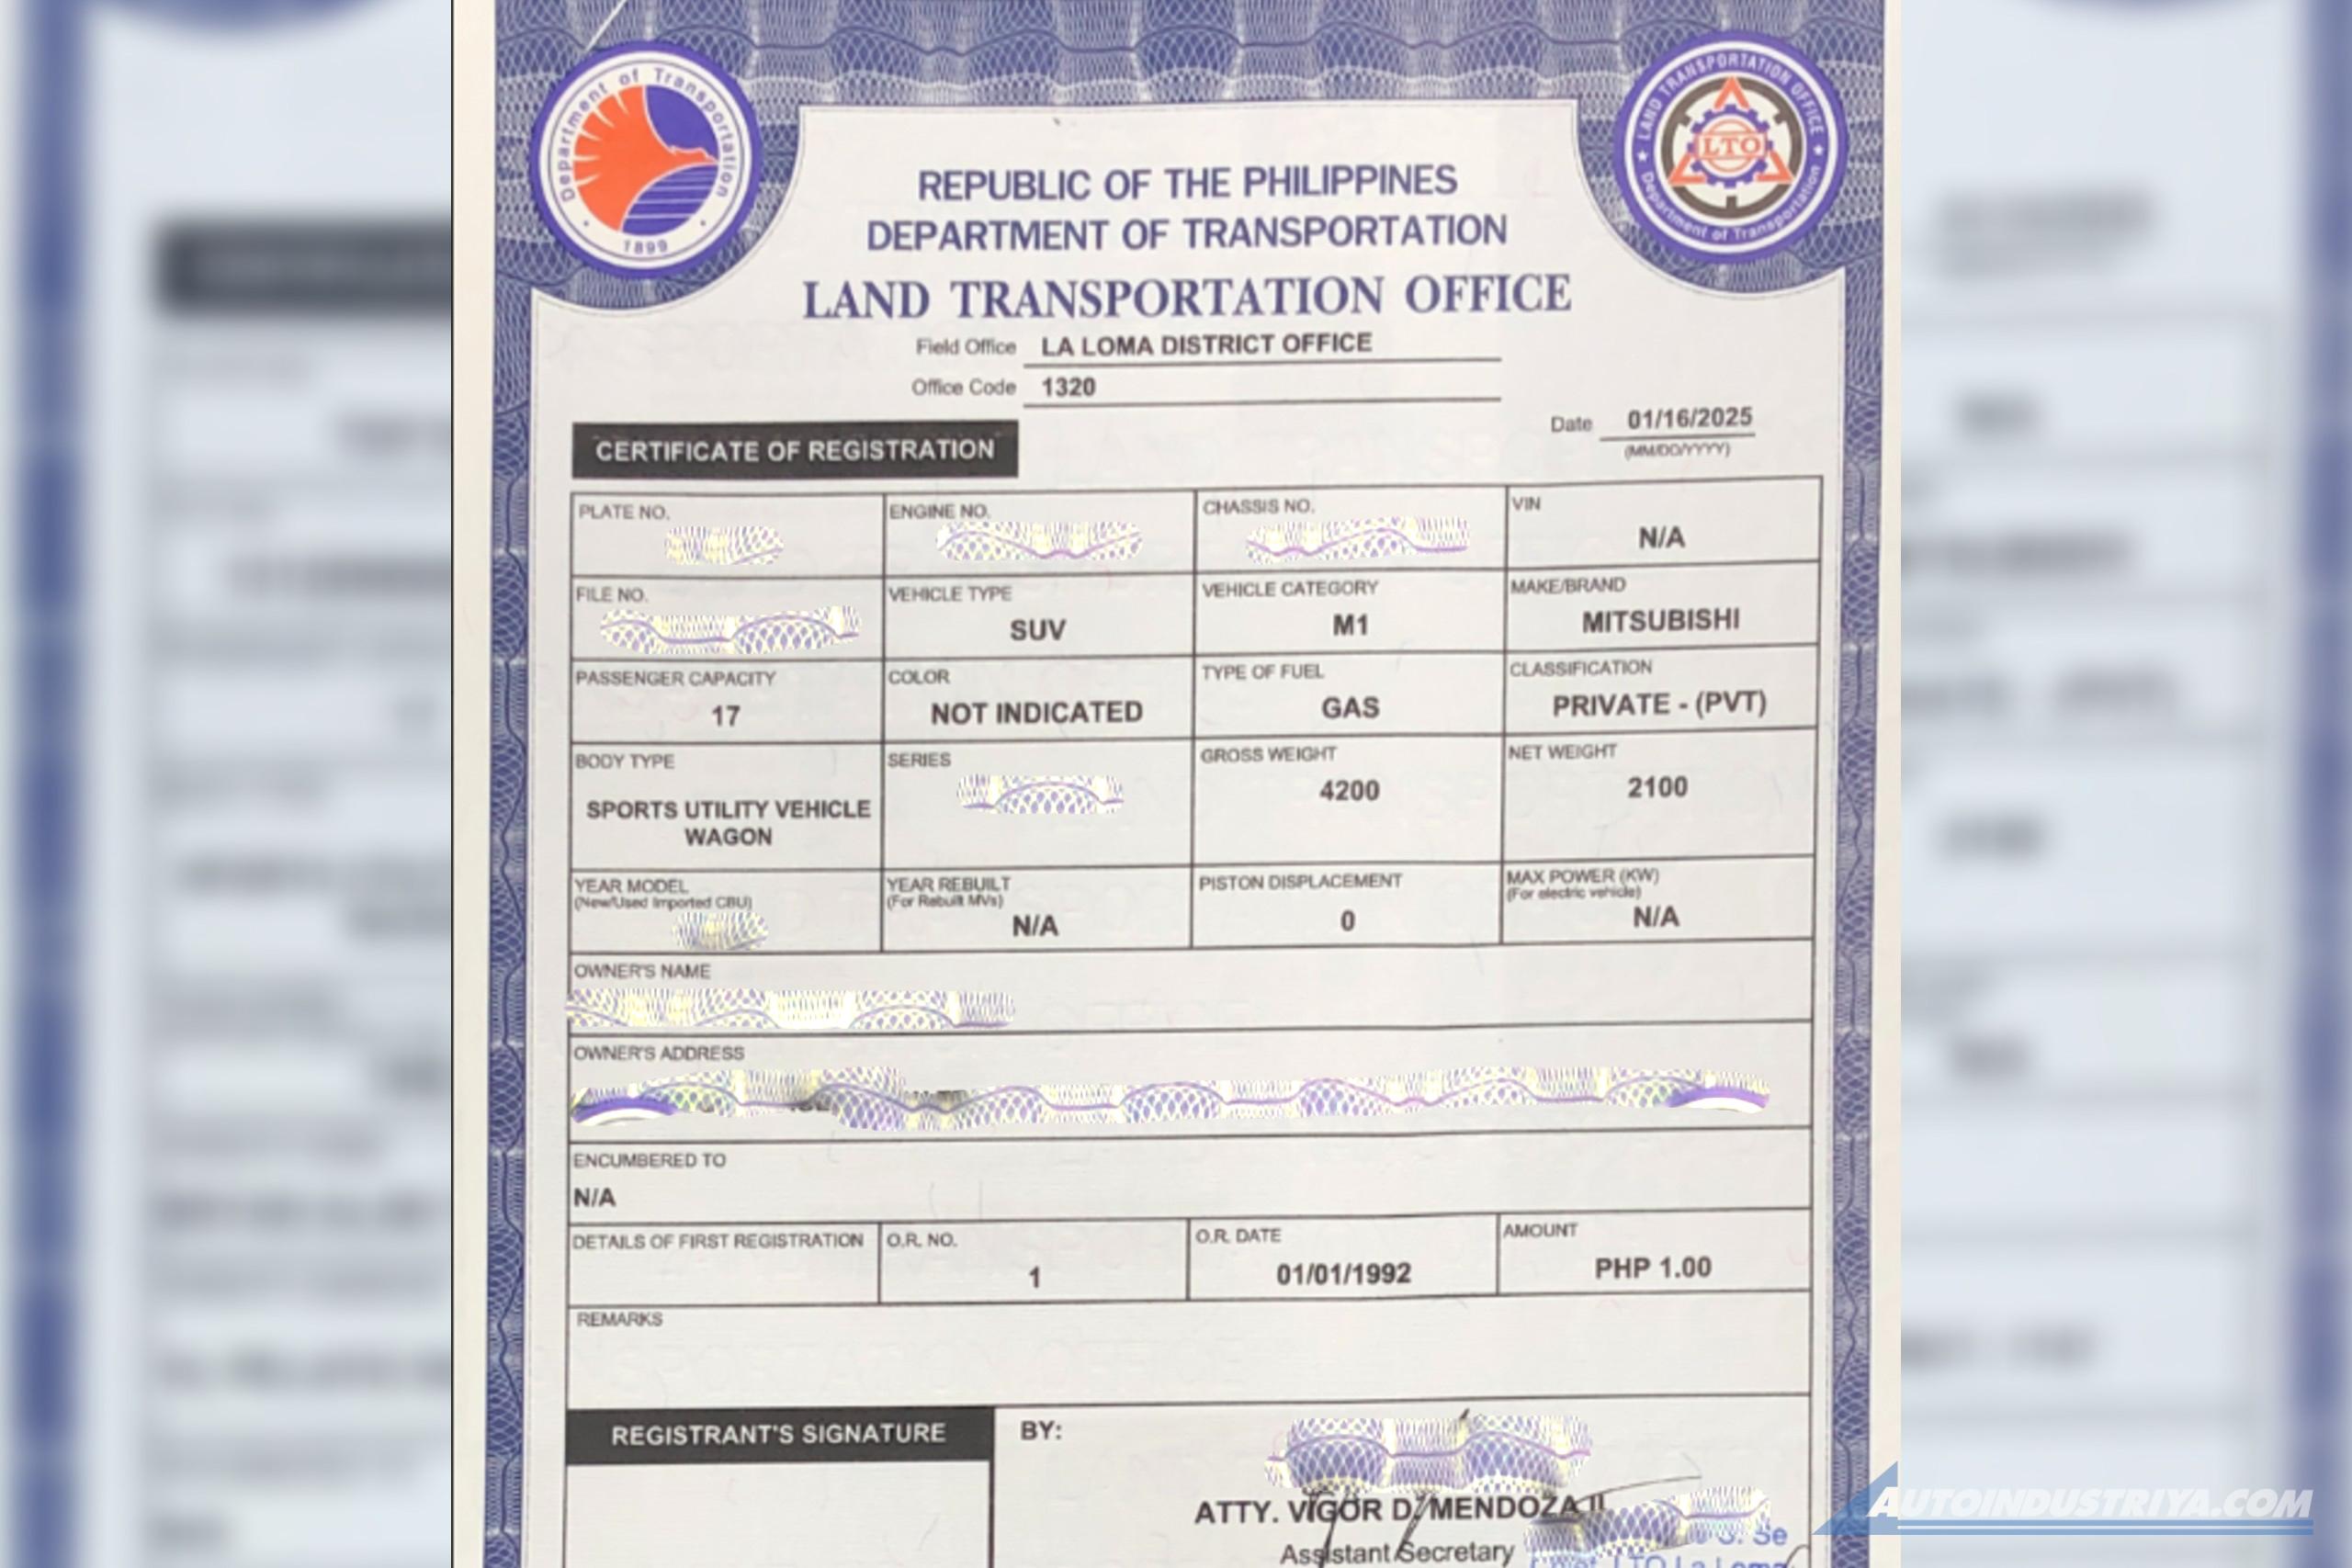 Department of Transportation
1899
LAND TRANSPORTATION OFFICE
LTO
Department of Transportation
REPUBLIC OF THE PHILIPPINES
DEPARTMENT OF TRANSPORTATION
LAND TRANSPORTATION OFFICE
Field Office LA LOMA DISTRICT OFFICE
Office Code 1320
Date 01/16/2025
(MM/DD/YYYY)
CERTIFICATE OF REGISTRATION
PLATE NO. ENGINE NO. CHASSIS NO. VIN
N/A
FILE NO. VEHICLE TYPE VEHICLE CATEGORY MAKE/BRAND
SUV M1 MITSUBISHI
PASSENGER CAPACITY COLOR TYPE OF FUEL CLASSIFICATION
17 NOT INDICATED GAS PRIVATE - (PVT)
BODY TYPE SERIES GROSS WEIGHT NET WEIGHT
4200 2100
SPORTS UTILITY VEHICLE
WAGON
YEAR MODEL YEAR REBUILT PISTON DISPLACEMENT MAX POWER (KW)
(New/Used Imported CBU) (For Rebuilt MVs) (For electric vehicle)
N/A 0 N/A
OWNER'S NAME
OWNER'S ADDRESS
ENCUMBERED TO
N/A
DETAILS OF FIRST REGISTRATION O.R. NO. O.R. DATE AMOUNT
1 01/01/1992 PHP 1.00
REMARKS
REGISTRANT'S SIGNATURE BY:
ATTY. VIGOR D. MENDOZA II
Assistant Secretary
AUTOINDUSTRIYA.COM